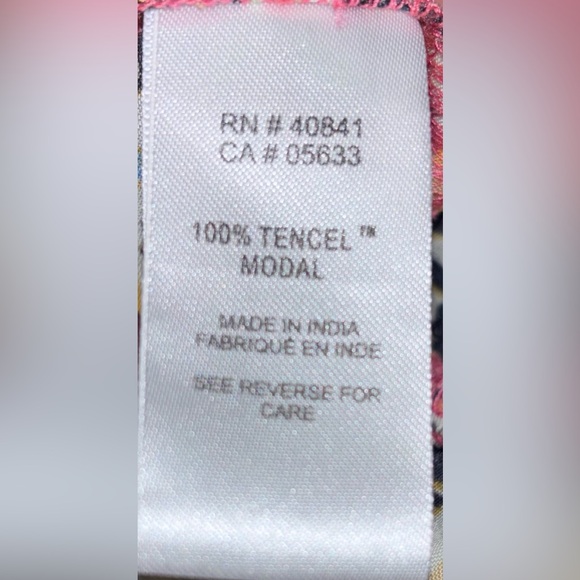 RN # 40841
CA # 05633
100% TENCEL™
MODAL
MADE IN INDIA
FABRIQUÉ EN INDE
SEE REVERSE FOR
CARE